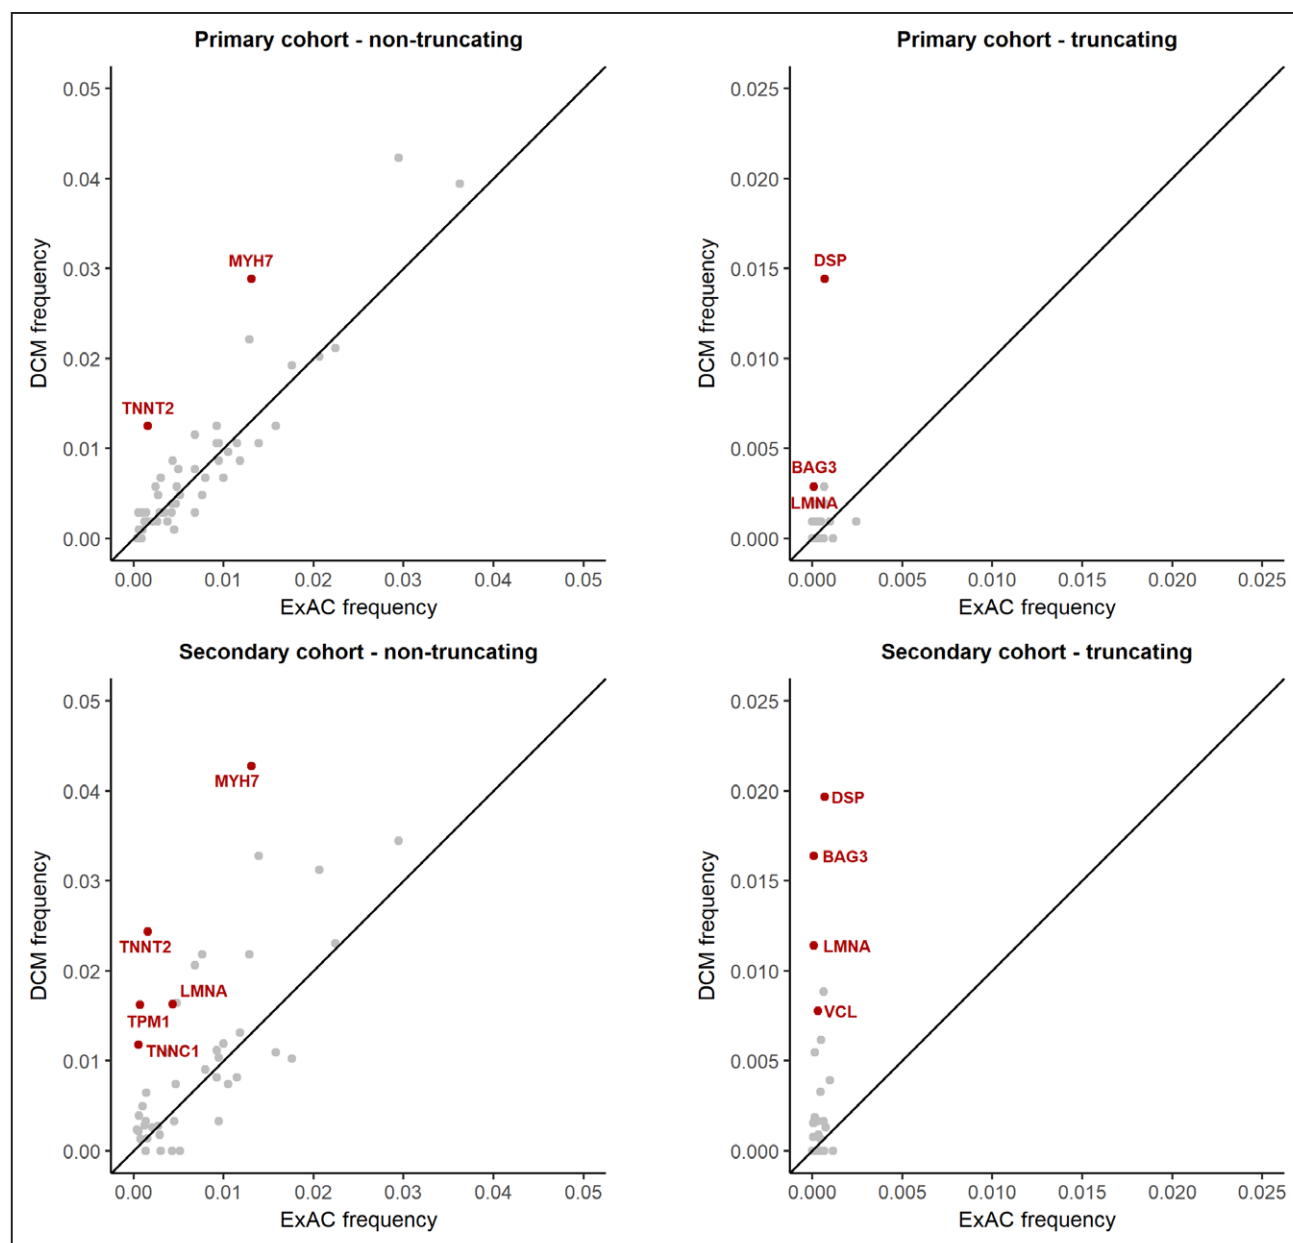 Primary cohort - non-truncating
0.05
0.04
0.03
0.02
0.01
0.00
DCM frequency
MYH7
TNNT2
0.00 0.01 0.02 0.03 0.04 0.05
ExAC frequency
Primary cohort - truncating
0.025
0.020
0.015
0.010
0.005
0.000
DCM frequency
DSP
BAG3
LMNA
0.000 0.005 0.010 0.015 0.020 0.025
ExAC frequency
Secondary cohort - non-truncating
0.05
0.04
0.03
0.02
0.01
0.00
DCM frequency
MYH7
TNNT2
LMNA
TPM1
TNNC1
0.00 0.01 0.02 0.03 0.04 0.05
ExAC frequency
Secondary cohort - truncating
0.025
0.020
0.015
0.010
0.005
0.000
DCM frequency
DSP
BAG3
LMNA
VCL
0.000 0.005 0.010 0.015 0.020 0.025
ExAC frequency